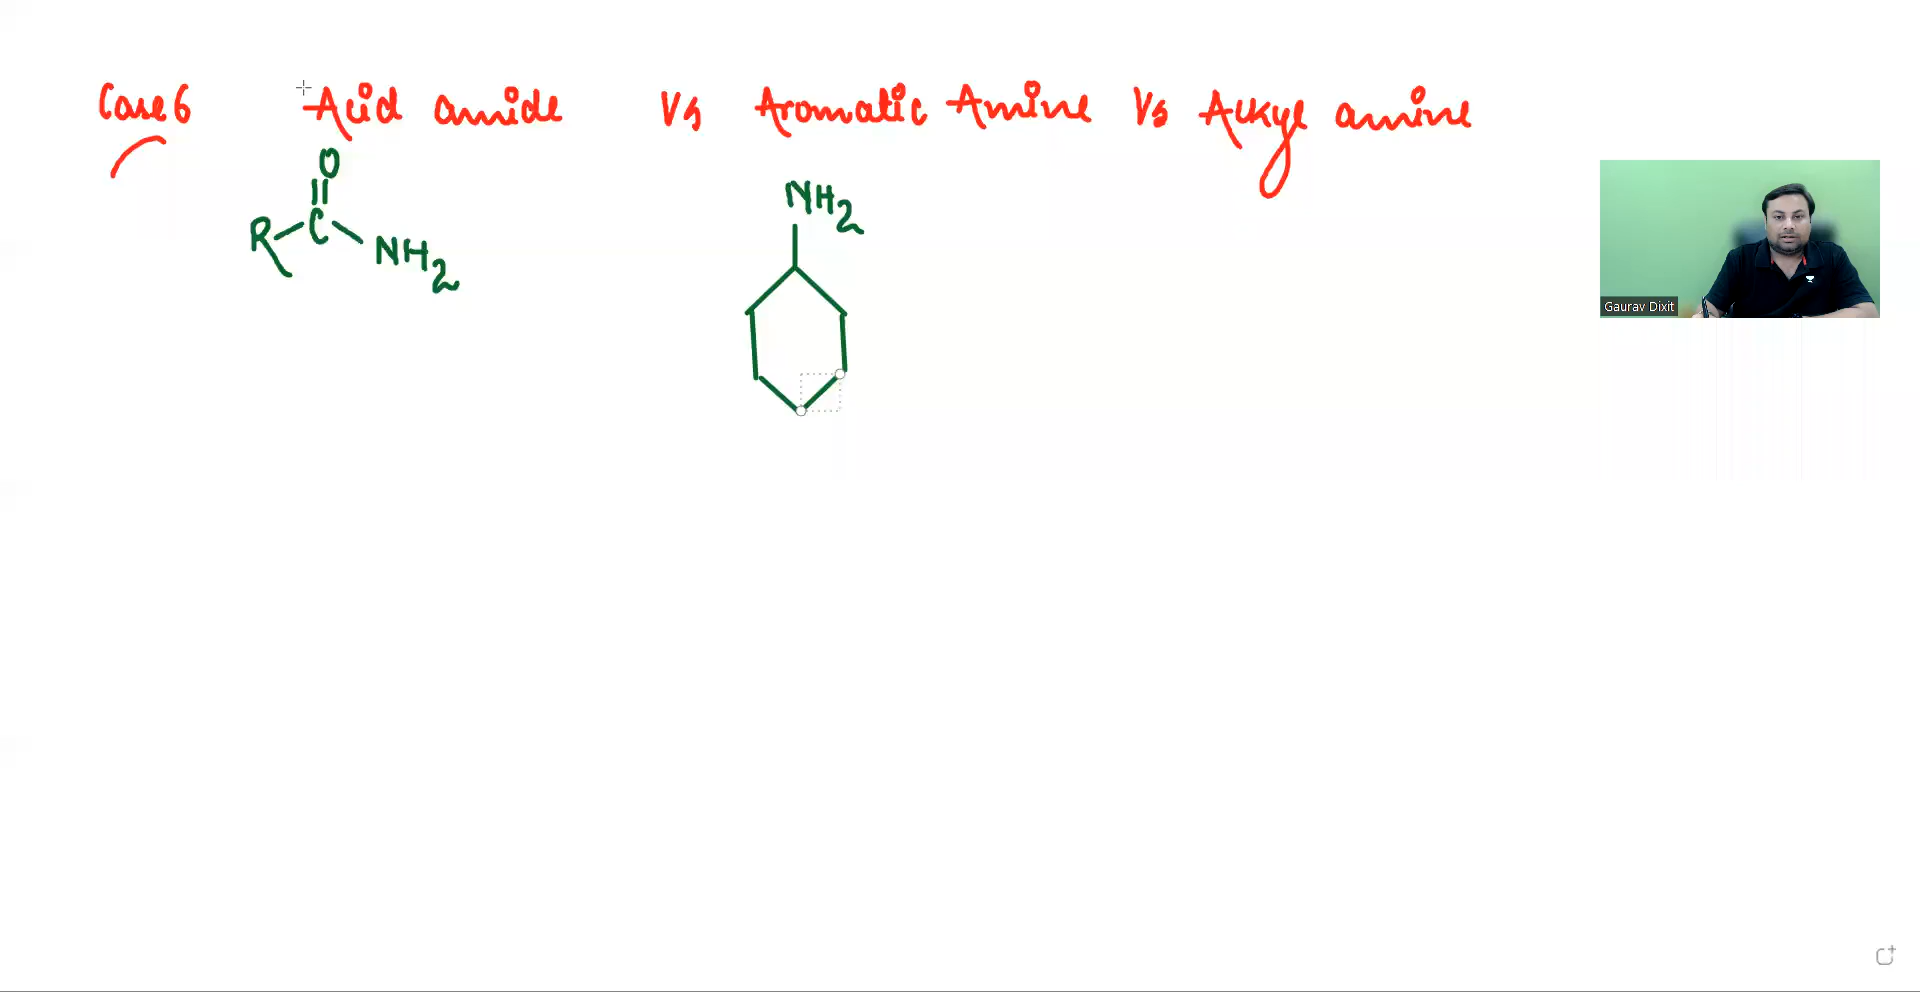 Case 6 Acid amide Vs Aromatic Amine Vs Alkyl amine
O
R C NH2
NH2
Gaurav Dixit